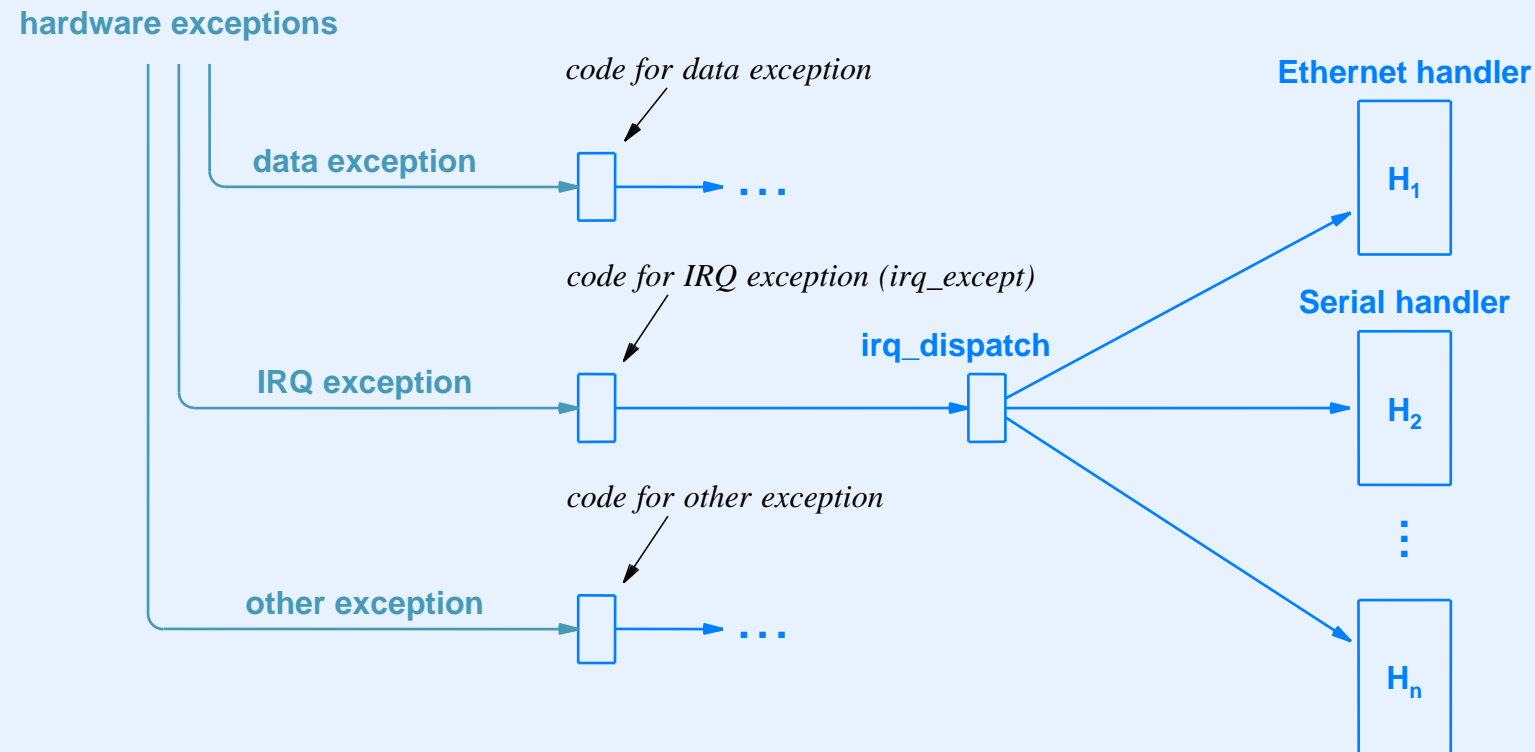 hardware exceptions
code for data exception
Ethernet handler
data exception
. . .
H1
code for IRQ exception (irq_except)
Serial handler
irq_dispatch
IRQ exception
H2
code for other exception
other exception
. . .
Hn